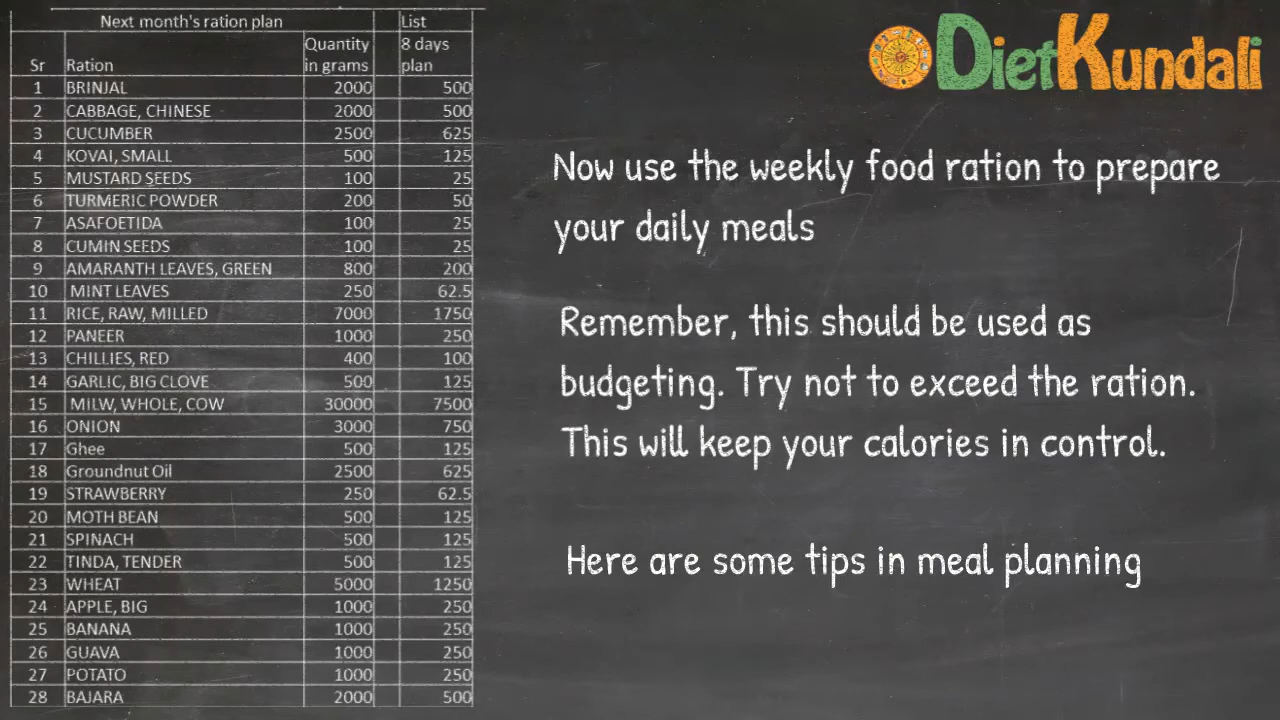 Next month's ration plan List
Quantity 8 days
Sr Ration in grams plan
1 BRINJAL 2000 500
2 CABBAGE, CHINESE 2000 500
3 CUCUMBER 2500 625
4 KOVAI, SMALL 500 125
5 MUSTARD SEEDS 100 25
6 TURMERIC POWDER 200 50
7 ASAFOETIDA 100 25
8 CUMIN SEEDS 100 25
9 AMARANTH LEAVES, GREEN 800 200
10 MINT LEAVES 250 62.5
11 RICE, RAW, MILLED 7000 1750
12 PANEER 1000 250
13 CHILLIES, RED 400 100
14 GARLIC, BIG CLOVE 500 125
15 MILW, WHOLE, COW 30000 7500
16 ONION 3000 750
17 Ghee 500 125
18 Groundnut Oil 2500 625
19 STRAWBERRY 250 62.5
20 MOTH BEAN 500 125
21 SPINACH 500 125
22 TINDA, TENDER 500 125
23 WHEAT 5000 1250
24 APPLE, BIG 1000 250
25 BANANA 1000 250
26 GUAVA 1000 250
27 POTATO 1000 250
28 BAJARA 2000 500
DietKundali
Now use the weekly food ration to prepare
your daily meals
Remember, this should be used as
budgeting. Try not to exceed the ration.
This will keep your calories in control.
Here are some tips in meal planning